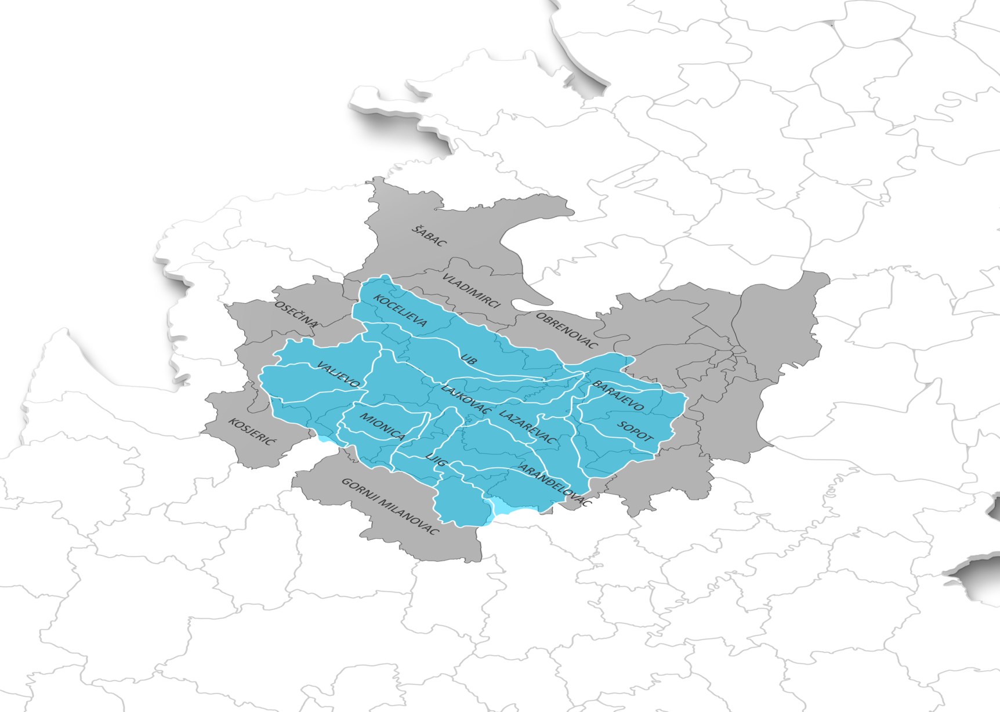 ŠABAC
VLADIMIRCI
KOCELJEVA
OSEČINA
OBRENOVAC
UB
VALJEVO
LAJKOVAC
BARAJEVO
LAZAREVAC
SOPOT
MIONICA
KOSJERIĆ
LJIG
ARANĐELOVAC
GORNJI MILANOVAC